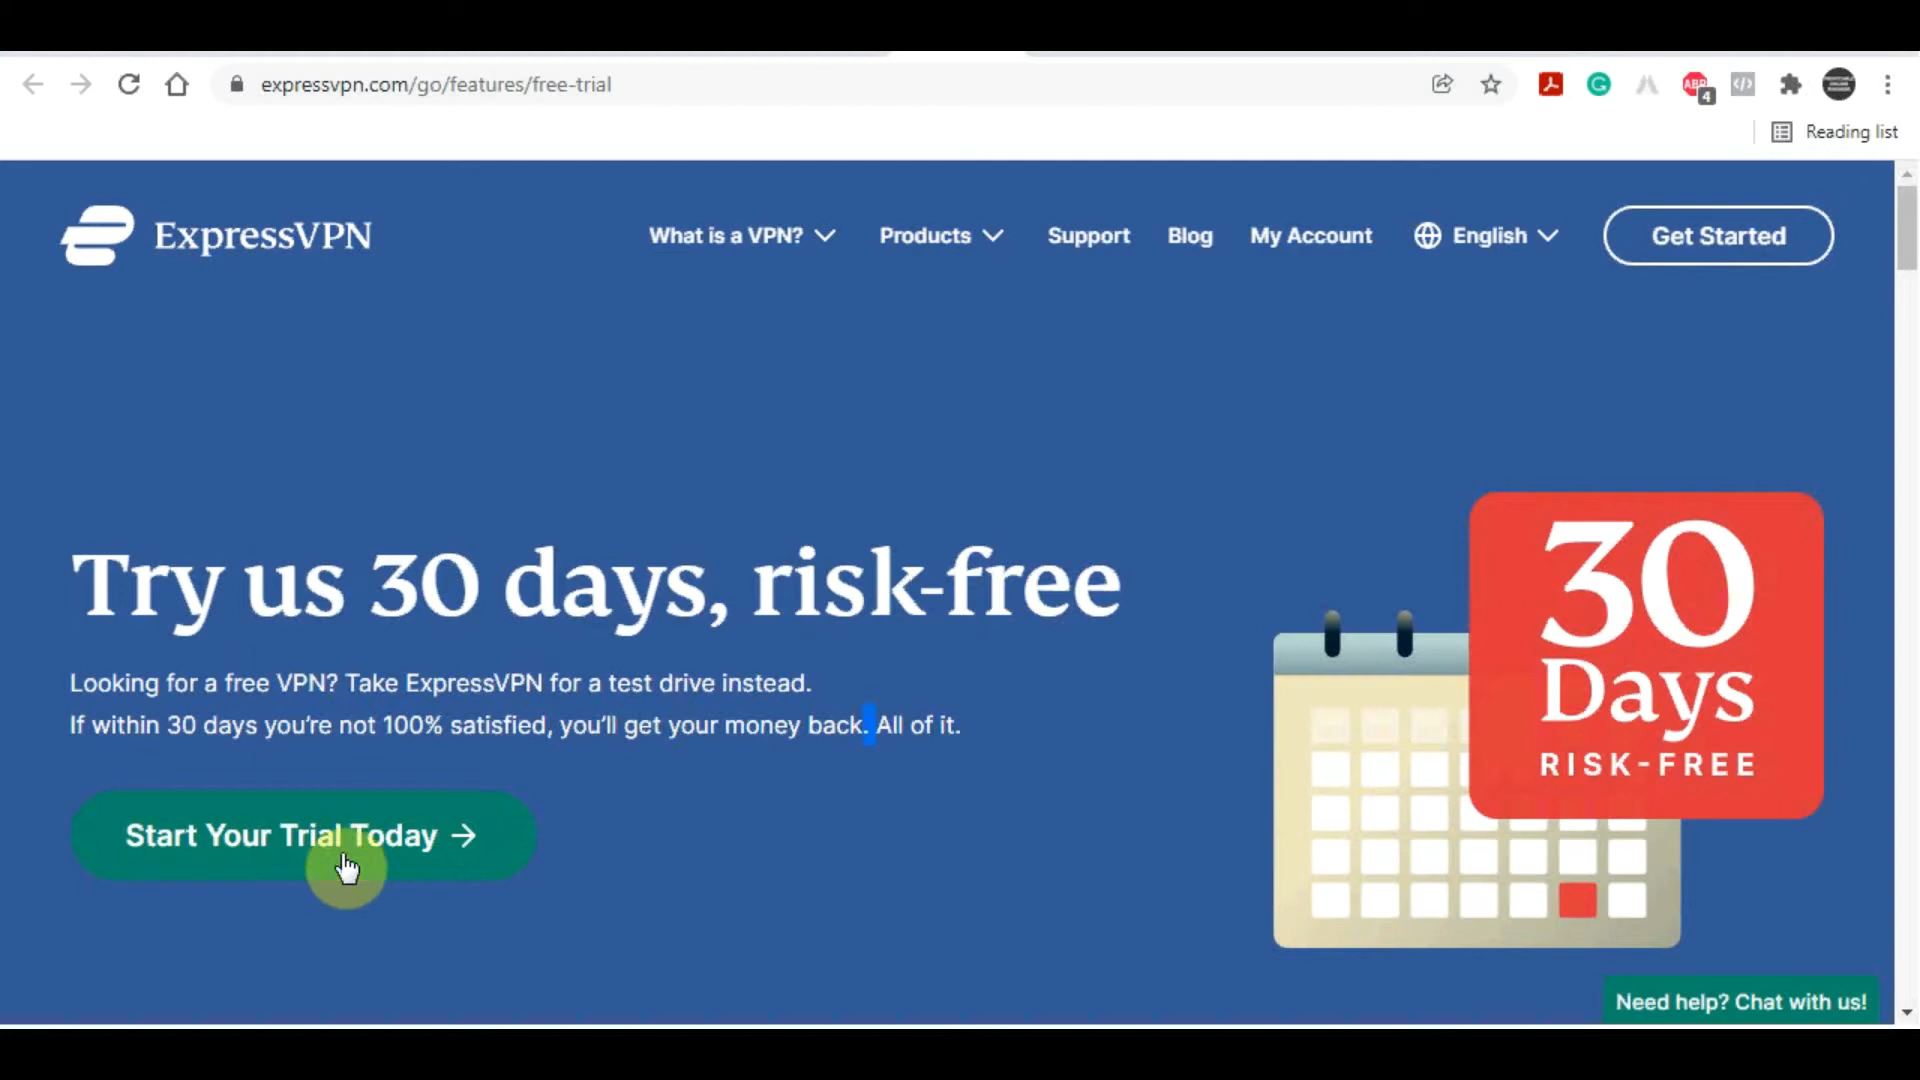 expressvpn.com/go/features/free-trial
ABP
4
Reading list
ExpressVPN
What is a VPN?
Products
Support
Blog
My Account
English
Get Started
Try us 30 days, risk-free
Looking for a free VPN? Take ExpressVPN for a test drive instead.
If within 30 days you’re not 100% satisfied, you’ll get your money back. All of it.
Start Your Trial Today →
30
Days
RISK-FREE
Need help? Chat with us!